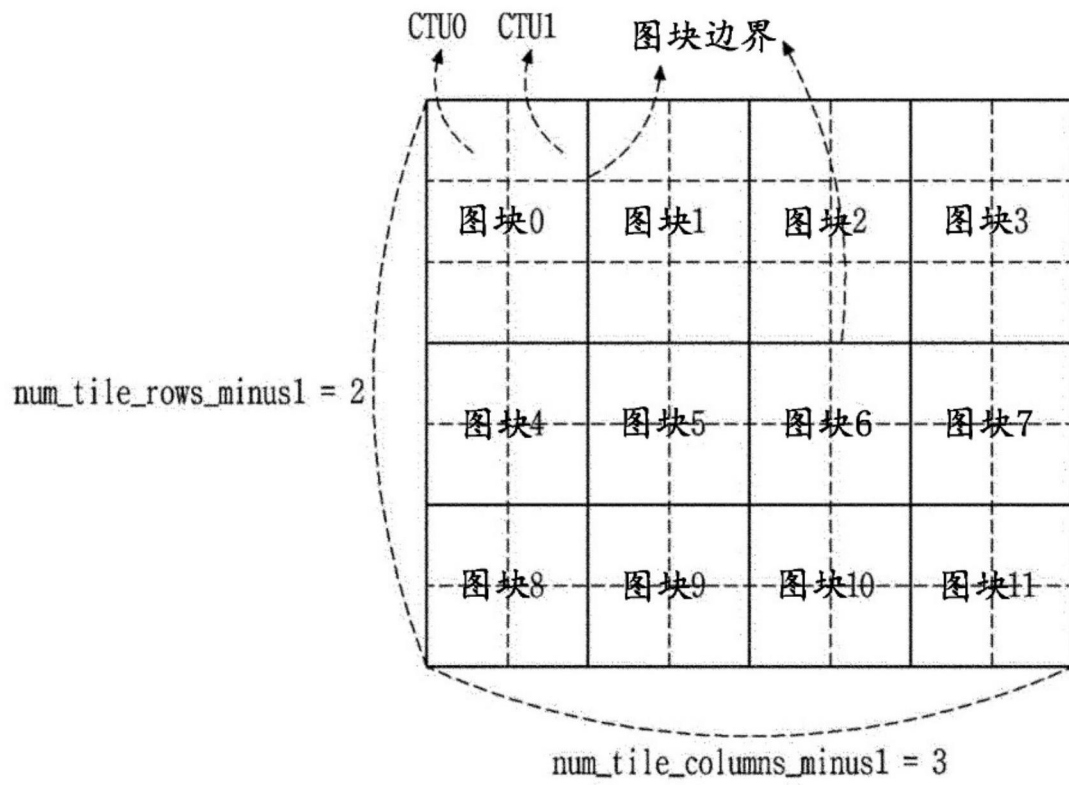 CTU0 CTU1 图块边界
图块0 图块1 图块2 图块3
num_tile_rows_minus1 = 2
图块4 图块5 图块6 图块7
图块8 图块9 图块10 图块11
num_tile_columns_minus1 = 3